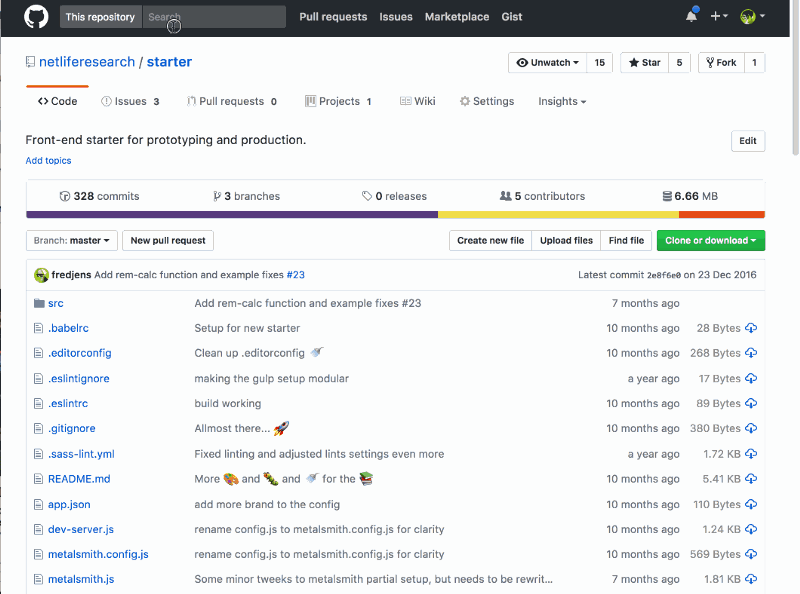 This repository Search Pull requests Issues Marketplace Gist
netliferesearch / starter Unwatch 15 Star 5 Fork 1
Code Issues 3 Pull requests 0 Projects 1 Wiki Settings Insights
Front-end starter for prototyping and production. Edit
Add topics
328 commits 3 branches 0 releases 5 contributors 6.66 MB
Branch: master New pull request Create new file Upload files Find file Clone or download
fredjens Add rem-calc function and example fixes #23 Latest commit 2e8f6e0 on 23 Dec 2016
src Add rem-calc function and example fixes #23 7 months ago
.babelrc Setup for new starter 10 months ago 28 Bytes
.editorconfig Clean up .editorconfig 10 months ago 268 Bytes
.eslintignore making the gulp setup modular a year ago 17 Bytes
.eslintrc build working 10 months ago 89 Bytes
.gitignore Allmost there... 🚀 10 months ago 380 Bytes
.sass-lint.yml Fixed linting and adjusted lints settings even more a year ago 1.72 KB
README.md More 🎨 and 🐛 and for the 📚 10 months ago 5.41 KB
app.json add more brand to the config 10 months ago 110 Bytes
dev-server.js rename config.js to metalsmith.config.js for clarity 10 months ago 1.24 KB
metalsmith.config.js rename config.js to metalsmith.config.js for clarity 10 months ago 569 Bytes
metalsmith.js Some minor tweeks to metalsmith partial setup, but needs to be rewrit... 7 months ago 1.81 KB